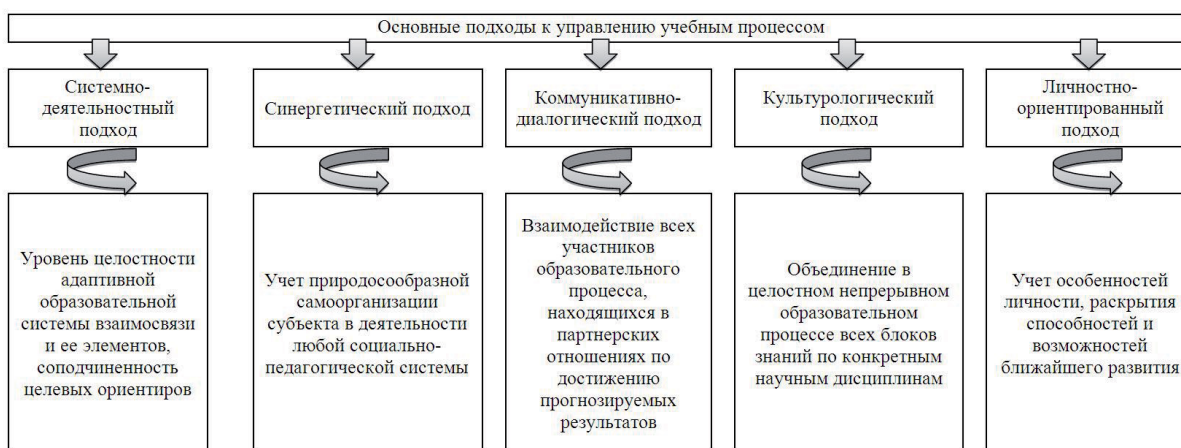 Основные подходы к управлению учебным процессом
Системно-
деятельностный
подход
Синергетический подход
Коммуникативно-
диалогический подход
Культурологический
подход
Личностно-
ориентированный
подход
Уровень целостности
адаптивной
образовательной
системы взаимосвязи
и ее элементов,
соподчиненность
целевых ориентиров
Учет природосообразной
самоорганизации
субъекта в деятельности
любой социально-
педагогической системы
Взаимодействие всех
участников
образовательного
процесса,
находящихся в
партнерских
отношениях по
достижению
прогнозируемых
результатов
Объединение в
целостном непрерывном
образовательном
процессе всех блоков
знаний по конкретным
научным дисциплинам
Учет особенностей
личности, раскрытия
способностей и
возможностей
ближайшего развития